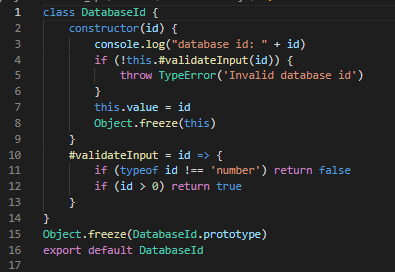 1 class DatabaseId {
2     constructor(id) {
3         console.log("database id: " + id)
4         if (!this.#validateInput(id)) {
5             throw TypeError('Invalid database id')
6         }
7         this.value = id
8         Object.freeze(this)
9     }
10     #validateInput = id => {
11         if (typeof id !== 'number') return false
12         if (id > 0) return true
13     }
14 }
15 Object.freeze(DatabaseId.prototype)
16 export default DatabaseId
17